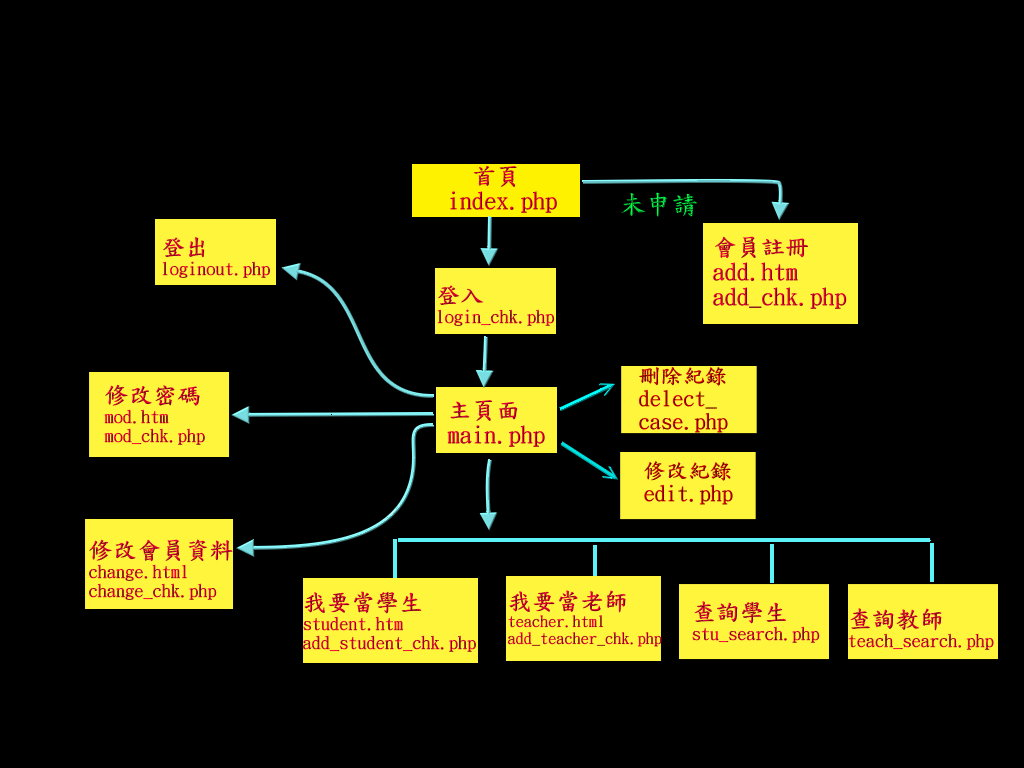 首頁
index.php
未申請
登出
loginout.php
會員註冊
add.htm
add_chk.php
登入
login_chk.php
修改密碼
mod.htm
mod_chk.php
主頁面
main.php
刪除紀錄
delect_
case.php
修改紀錄
edit.php
修改會員資料
change.html
change_chk.php
我要當學生
student.htm
add_student_chk.php
我要當老師
teacher.html
add_teacher_chk.php
查詢學生
stu_search.php
查詢教師
teach_search.php